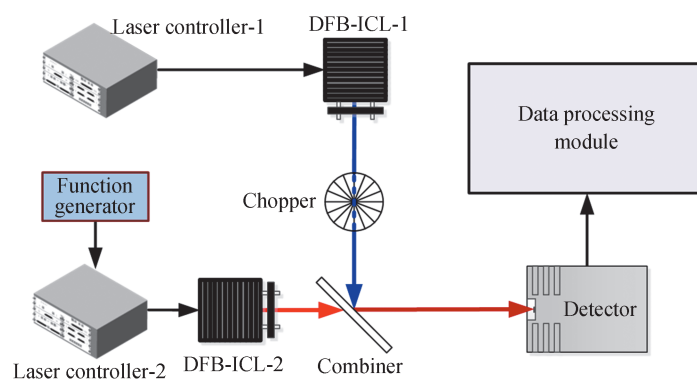 Laser controller-1
DFB-ICL-1
Data processing
module
Function
generator
Chopper
Detector
Laser controller-2
DFB-ICL-2
Combiner